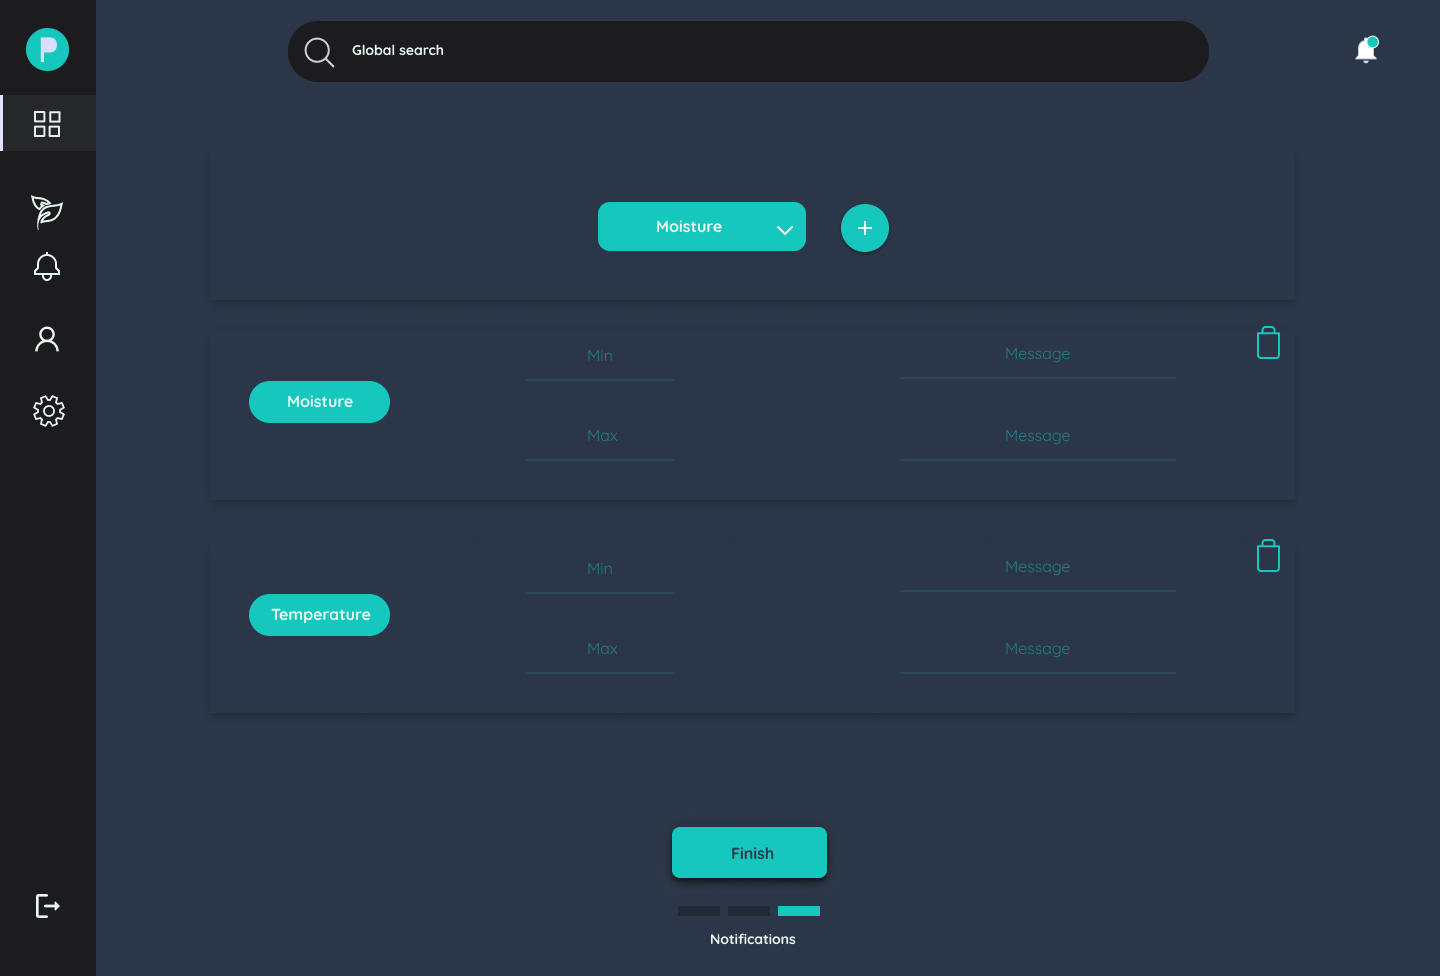 P
Global search
Moisture
Min
Message
Moisture
Max
Message
Min
Message
Temperature
Max
Message
Finish
Notifications